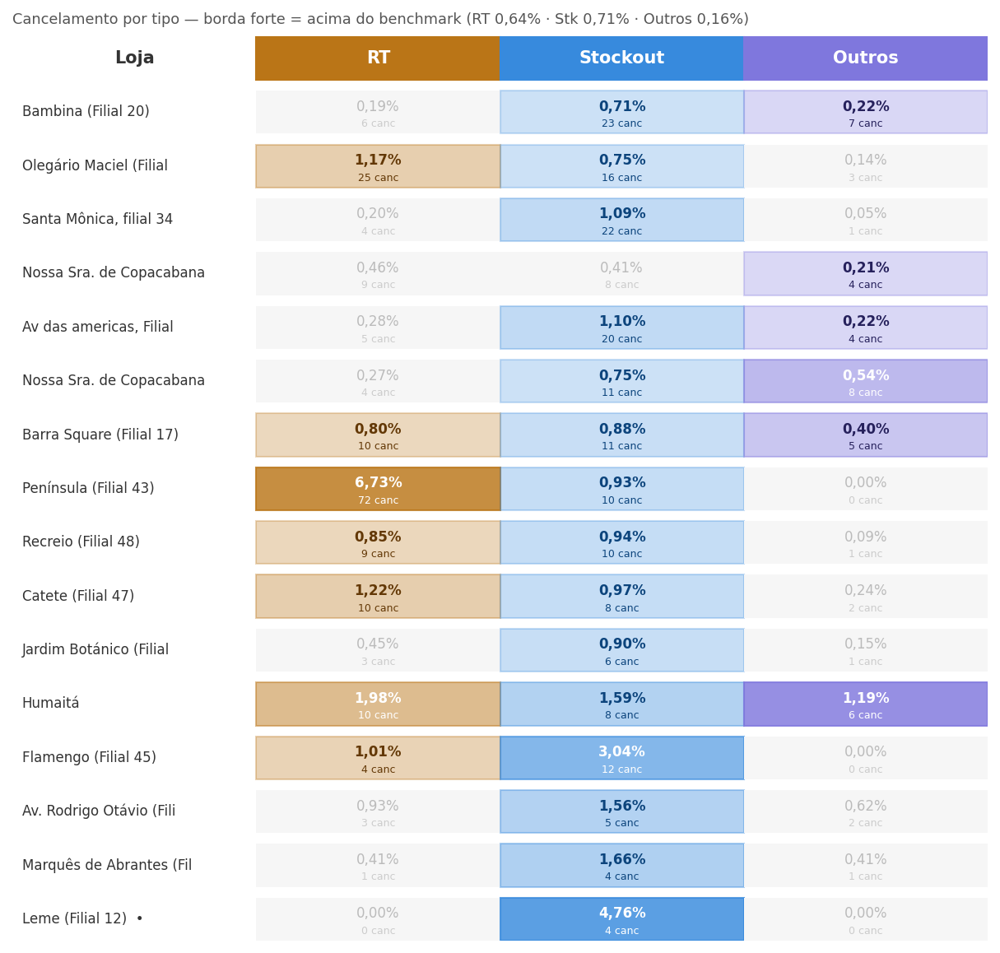 Cancelamento por tipo — borda forte = acima do benchmark (RT 0,64% · Stk 0,71% · Outros 0,16%)
Loja RT Stockout Outros
Bambina (Filial 20) 0,19% 0,71% 0,22%
6 canc 23 canc 7 canc
Olegário Maciel (Filial 1,17% 0,75% 0,14%
25 canc 16 canc 3 canc
Santa Mônica, filial 34 0,20% 1,09% 0,05%
4 canc 22 canc 1 canc
Nossa Sra. de Copacabana 0,46% 0,41% 0,21%
9 canc 8 canc 4 canc
Av das americas, Filial 0,28% 1,10% 0,22%
5 canc 20 canc 4 canc
Nossa Sra. de Copacabana 0,27% 0,75% 0,54%
4 canc 11 canc 8 canc
Barra Square (Filial 17) 0,80% 0,88% 0,40%
10 canc 11 canc 5 canc
Península (Filial 43) 6,73% 0,93% 0,00%
72 canc 10 canc 0 canc
Recreio (Filial 48) 0,85% 0,94% 0,09%
9 canc 10 canc 1 canc
Catete (Filial 47) 1,22% 0,97% 0,24%
10 canc 8 canc 2 canc
Jardim Botánico (Filial 0,45% 0,90% 0,15%
3 canc 6 canc 1 canc
Humaitá 1,98% 1,59% 1,19%
10 canc 8 canc 6 canc
Flamengo (Filial 45) 1,01% 3,04% 0,00%
4 canc 12 canc 0 canc
Av. Rodrigo Otávio (Fili 0,93% 1,56% 0,62%
3 canc 5 canc 2 canc
Marquês de Abrantes (Fil 0,41% 1,66% 0,41%
1 canc 4 canc 1 canc
Leme (Filial 12) • 0,00% 4,76% 0,00%
0 canc 4 canc 0 canc